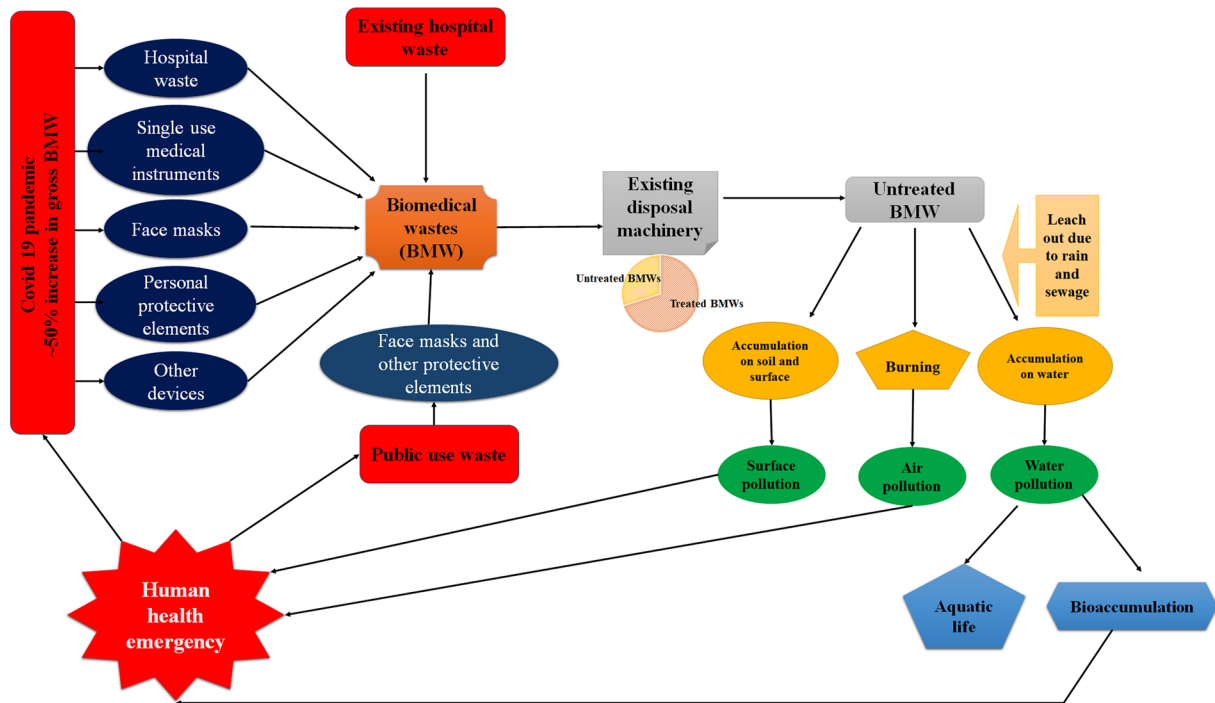 Covid 19 pandemic
~50% increase in gross BMW
Hospital
waste
Single use
medical
instruments
Face masks
Personal
protective
elements
Other
devices
Existing hospital
waste
Biomedical
wastes
(BMW)
Face masks and
other protective
elements
Public use waste
Human
health
emergency
Existing
disposal
machinery
Untreated BMWs
Treated BMWs
Untreated
BMW
Leach
out due
to rain
and
sewage
Accumulation
on soil and
surface
Burning
Accumulation
on water
Surface
pollution
Air
pollution
Water
pollution
Aquatic
life
Bioaccumulation